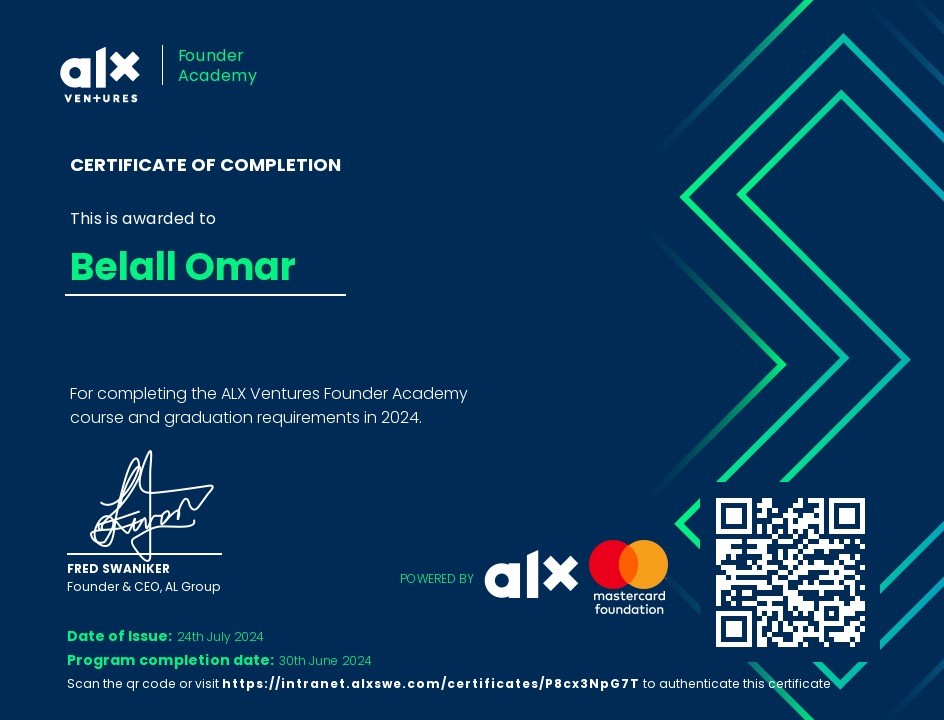 alx
VENTURES
Founder
Academy
CERTIFICATE OF COMPLETION
This is awarded to
Belall Omar
For completing the ALX Ventures Founder Academy
course and graduation requirements in 2024.
FRED SWANIKER
Founder & CEO, AL Group
POWERED BY
alx
mastercard
foundation
Date of Issue: 24th July 2024
Program completion date: 30th June 2024
Scan the qr code or visit https://intranet.alxswe.com/certificates/P8cx3NpG7T to authenticate this certificate